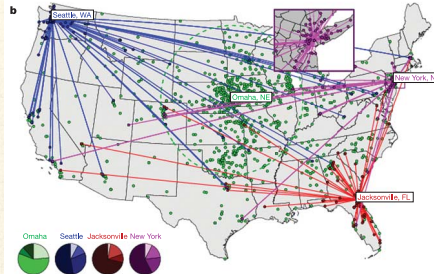 b
Seattle, WA
Omaha, NE
New York, N
Jacksonville, FL
Omaha Seattle Jacksonville New York